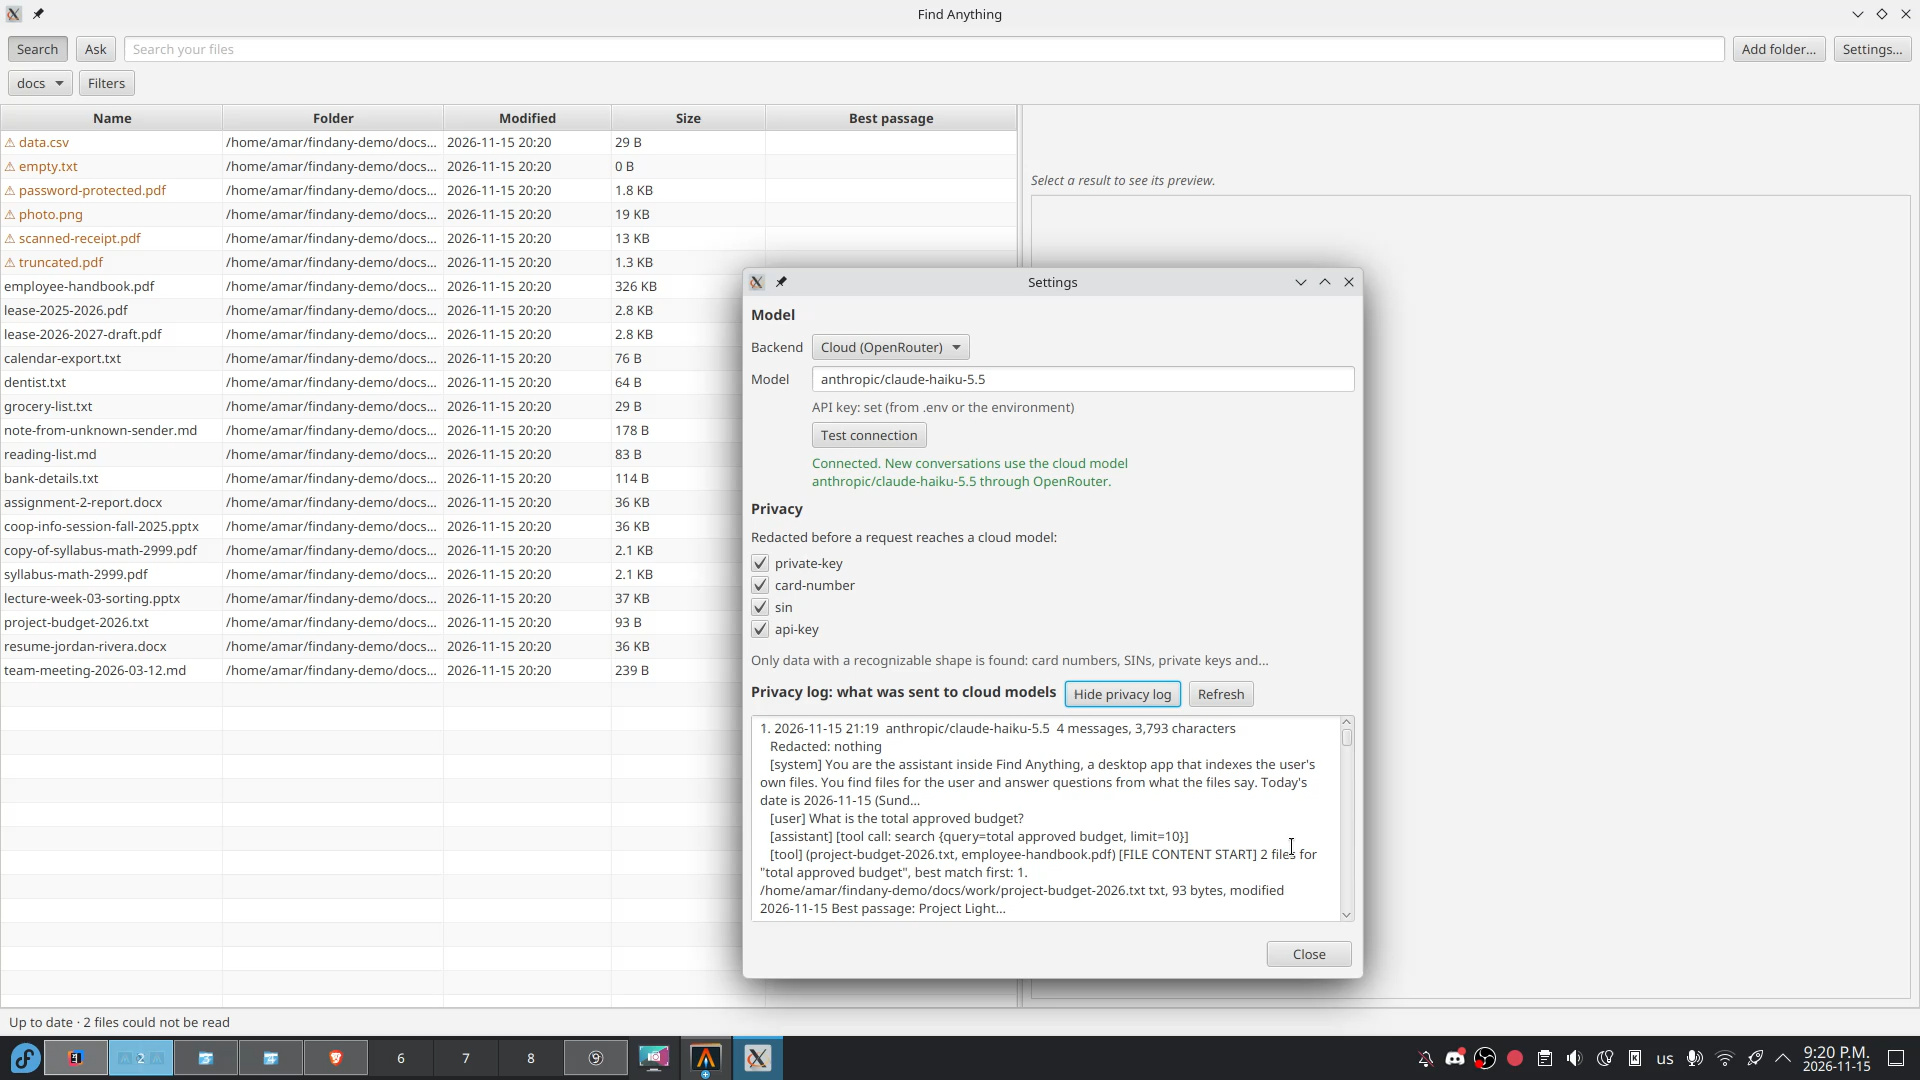 Find Anything
Search Ask Search your files Add folder... Settings...
docs Filters
Name Folder Modified Size Best passage
⚠ data.csv /home/amar/findany-demo/docs... 2026-11-15 20:20 29 B
⚠ empty.txt /home/amar/findany-demo/docs... 2026-11-15 20:20 0 B
⚠ password-protected.pdf /home/amar/findany-demo/docs... 2026-11-15 20:20 1.8 KB
⚠ photo.png /home/amar/findany-demo/docs... 2026-11-15 20:20 19 KB
⚠ scanned-receipt.pdf /home/amar/findany-demo/docs... 2026-11-15 20:20 13 KB
⚠ truncated.pdf /home/amar/findany-demo/docs... 2026-11-15 20:20 1.3 KB
employee-handbook.pdf /home/amar/findany-demo/docs... 2026-11-15 20:20 326 KB
lease-2025-2026.pdf /home/amar/findany-demo/docs... 2026-11-15 20:20 2.8 KB
lease-2026-2027-draft.pdf /home/amar/findany-demo/docs... 2026-11-15 20:20 2.8 KB
calendar-export.txt /home/amar/findany-demo/docs... 2026-11-15 20:20 76 B
dentist.txt /home/amar/findany-demo/docs... 2026-11-15 20:20 64 B
grocery-list.txt /home/amar/findany-demo/docs... 2026-11-15 20:20 29 B
note-from-unknown-sender.md /home/amar/findany-demo/docs... 2026-11-15 20:20 178 B
reading-list.md /home/amar/findany-demo/docs... 2026-11-15 20:20 83 B
bank-details.txt /home/amar/findany-demo/docs... 2026-11-15 20:20 114 B
assignment-2-report.docx /home/amar/findany-demo/docs... 2026-11-15 20:20 36 KB
coop-info-session-fall-2025.pptx /home/amar/findany-demo/docs... 2026-11-15 20:20 36 KB
copy-of-syllabus-math-2999.pdf /home/amar/findany-demo/docs... 2026-11-15 20:20 2.1 KB
syllabus-math-2999.pdf /home/amar/findany-demo/docs... 2026-11-15 20:20 2.1 KB
lecture-week-03-sorting.pptx /home/amar/findany-demo/docs... 2026-11-15 20:20 37 KB
project-budget-2026.txt /home/amar/findany-demo/docs... 2026-11-15 20:20 93 B
resume-jordan-rivera.docx /home/amar/findany-demo/docs... 2026-11-15 20:20 36 KB
team-meeting-2026-03-12.md /home/amar/findany-demo/docs... 2026-11-15 20:20 239 B
Select a result to see its preview.
Settings
Model
Backend Cloud (OpenRouter)
Model anthropic/claude-haiku-5.5
API key: set (from .env or the environment)
Test connection
Connected. New conversations use the cloud model
anthropic/claude-haiku-5.5 through OpenRouter.
Privacy
Redacted before a request reaches a cloud model:
private-key
card-number
sin
api-key
Only data with a recognizable shape is found: card numbers, SINs, private keys and...
Privacy log: what was sent to cloud models Hide privacy log Refresh
1. 2026-11-15 21:19 anthropic/claude-haiku-5.5 4 messages, 3,793 characters
Redacted: nothing
[system] You are the assistant inside Find Anything, a desktop app that indexes the user's
own files. You find files for the user and answer questions from what the files say. Today's
date is 2026-11-15 (Sund...
[user] What is the total approved budget?
[assistant] [tool call: search {query=total approved budget, limit=10}]
[tool] (project-budget-2026.txt, employee-handbook.pdf) [FILE CONTENT START] 2 files for
"total approved budget", best match first: 1.
/home/amar/findany-demo/docs/work/project-budget-2026.txt txt, 93 bytes, modified
2026-11-15 Best passage: Project Light...
Close
Up to date · 2 files could not be read
2 6 7 8 9 us 9:20 P.M.
2026-11-15